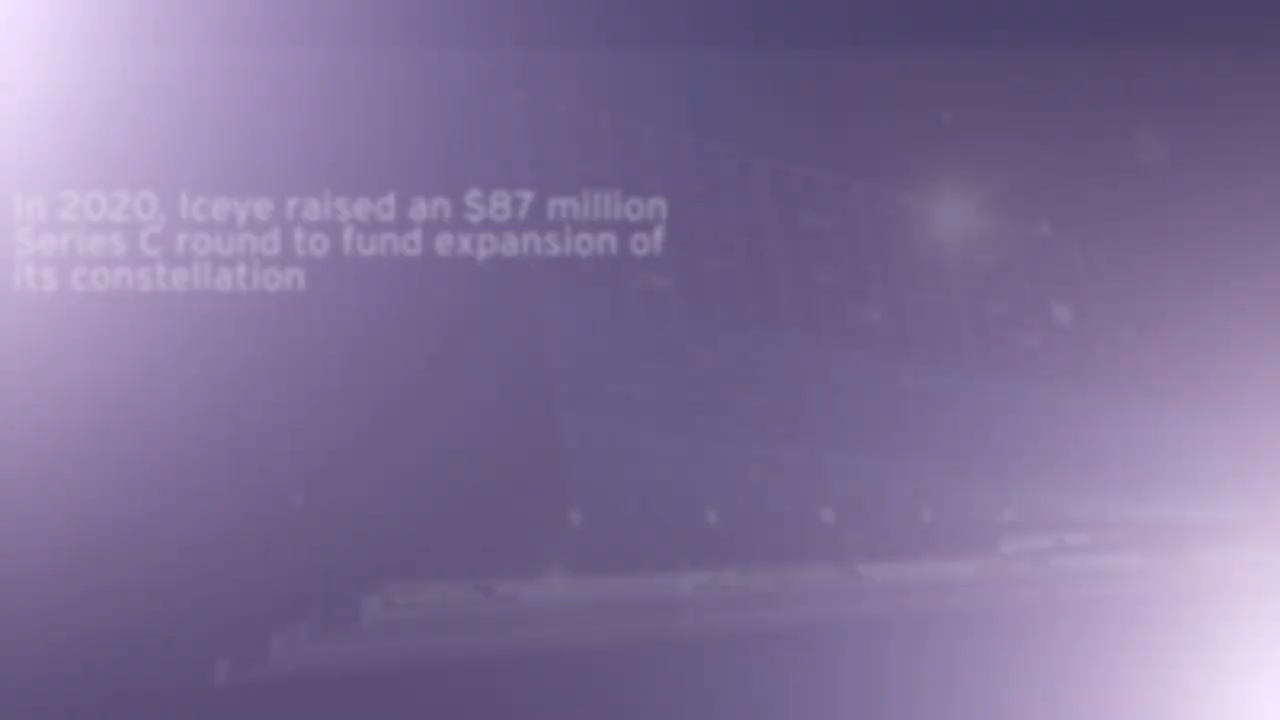 In 2020, Iceye raised an $87 million
Series C round to fund expansion of
its constellation